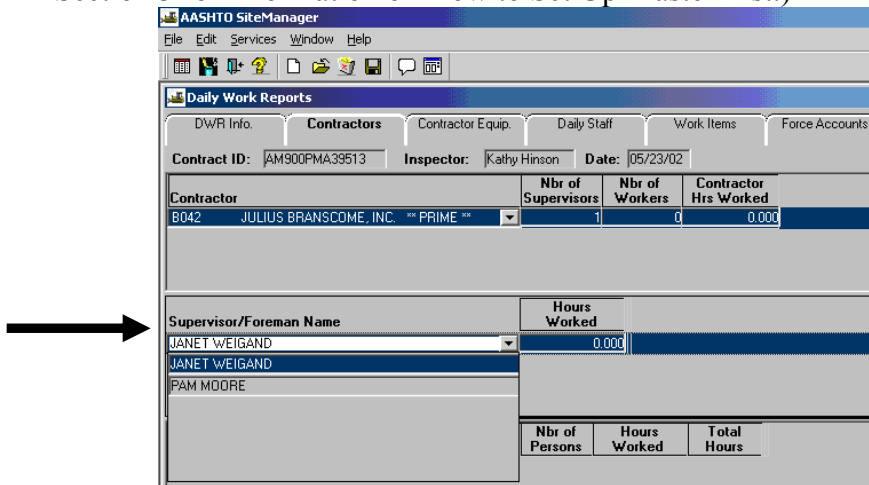 AASHTO SiteManager
File Edit Services Window Help
Daily Work Reports
DWR Info. Contractors Contractor Equip. Daily Staff Work Items Force Accounts
Contract ID: AM900PMA39513 Inspector: Kathy Hinson Date: 05/23/02
Contractor Nbr of Supervisors Nbr of Workers Contractor Hrs Worked
B042 JULIUS BRANSCOME, INC. ** PRIME ** 1 0 0.000
Supervisor/Foreman Name Hours Worked
JANET WEIGAND 0.000
JANET WEIGAND
PAM MOORE
Nbr of Persons Hours Worked Total Hours